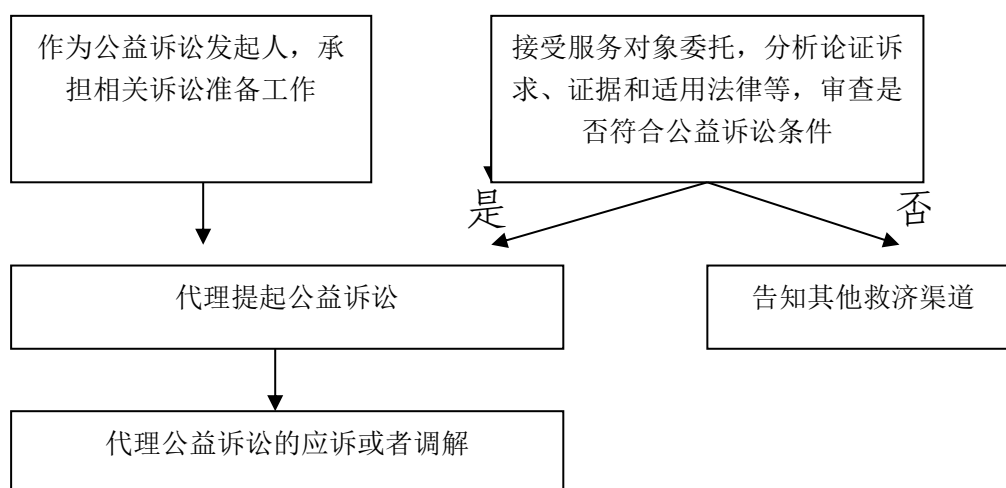 作为公益诉讼发起人，承
担相关诉讼准备工作
接受服务对象委托，分析论证诉
求、证据和适用法律等，审查是
否符合公益诉讼条件
是
否
代理提起公益诉讼
告知其他救济渠道
代理公益诉讼的应诉或者调解